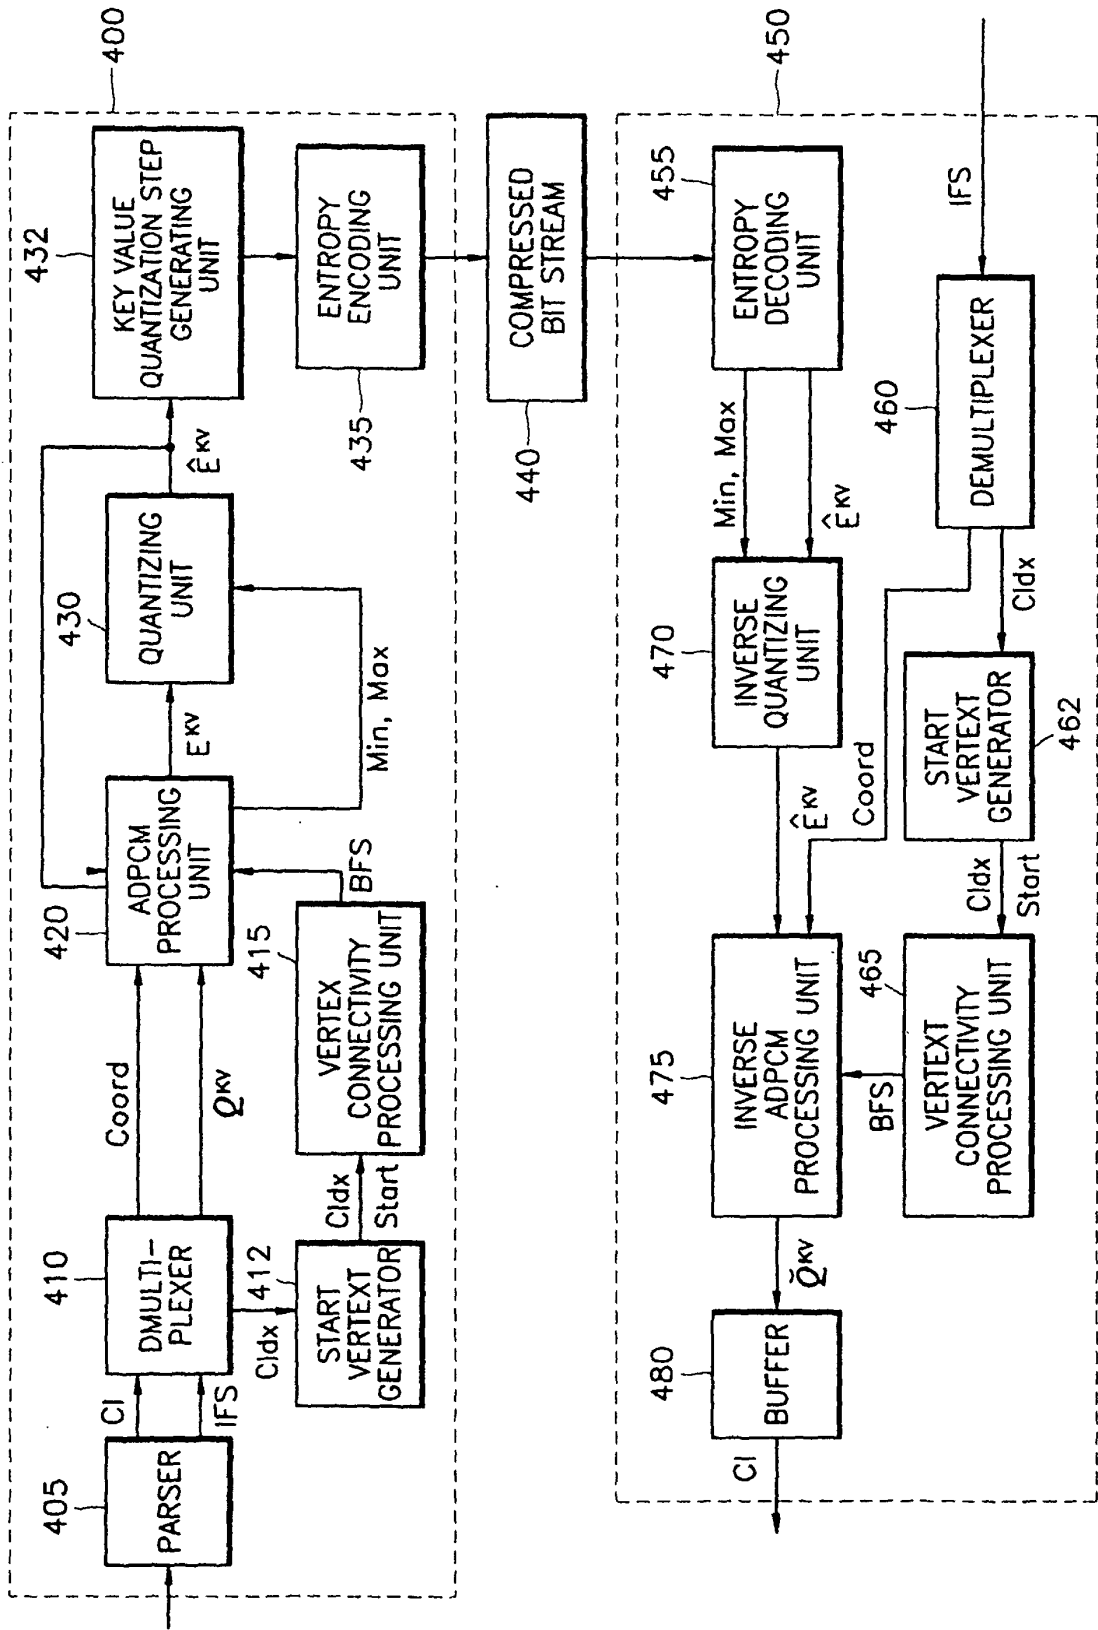 400
405
PARSER
CI
IFS
410
DMULTI-
PLEXER
Coord
Q^KV
CIdx
412
START
VERTEXT
GENERATOR
CIdx
Start
415
VERTEX
CONNECTIVITY
PROCESSING UNIT
BFS
420
ADPCM
PROCESSING
UNIT
E^KV
Min, Max
430
QUANTIZING
UNIT
Ê^KV
432
KEY VALUE
QUANTIZATION STEP
GENERATING
UNIT
435
ENTROPY
ENCODING
UNIT
440
COMPRESSED
BIT STREAM
450
455
ENTROPY
DECODING
UNIT
Min, Max
Ê^KV
IFS
460
DEMULTIPLEXER
CIdx
Coord
462
START
VERTEXT
GENERATOR
CIdx
Start
465
VERTEXT
CONNECTIVITY
PROCESSING UNIT
BFS
470
INVERSE
QUANTIZING
UNIT
Ê^KV
475
INVERSE
ADPCM
PROCESSING UNIT
Q̌^KV
480
BUFFER
CI